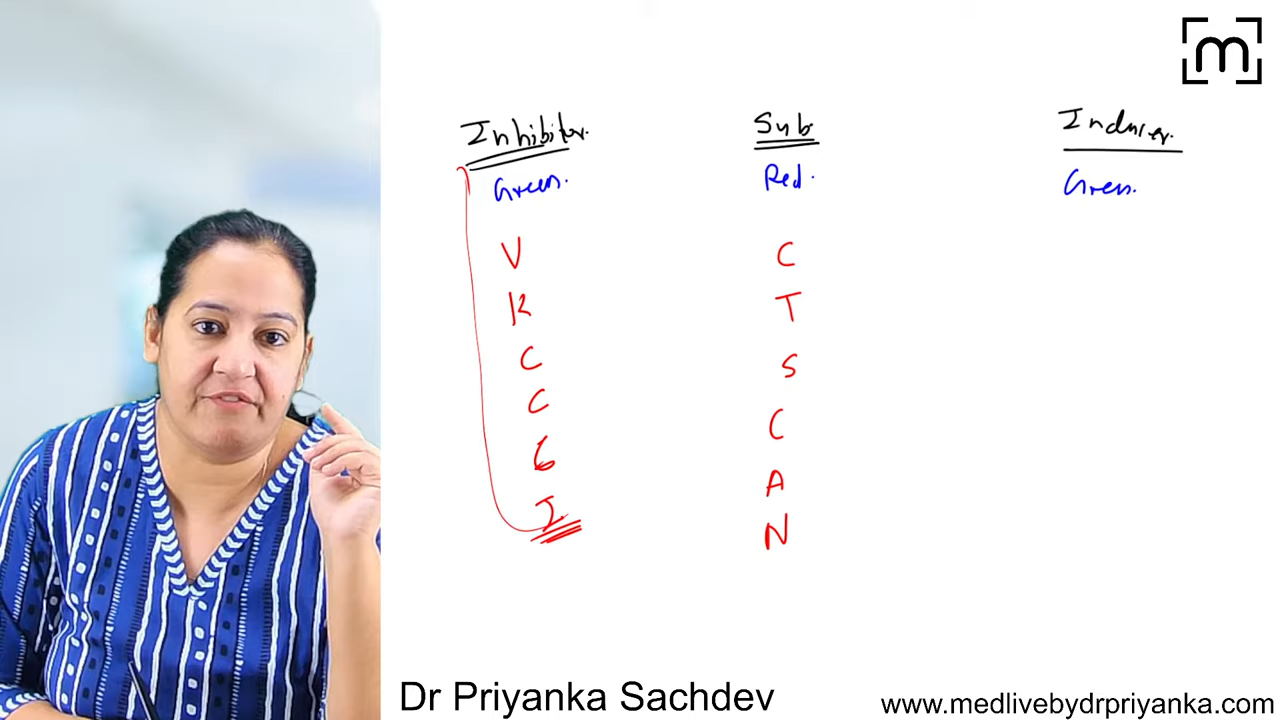 m
Inhibitor.
Sub.
Inducer.
Green.
Red.
Green.
V
C
K
T
C
S
C
C
G
A
I
N
Dr Priyanka Sachdev
www.medlivebydrpriyanka.com